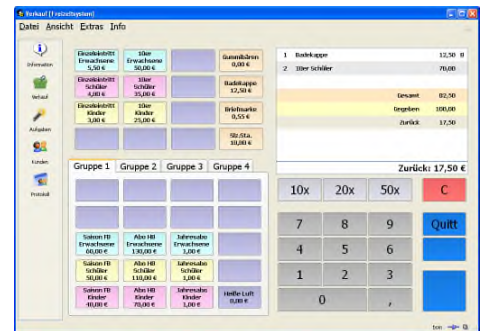 Verkauf [Freizeitsystem]
Datei Ansicht Extras Info
Information
Verkauf
Aufgaben
Kunden
Protokoll
Einzeleintritt
Erwachsene
5,50 €
10er
Erwachsene
50,00 €
Gummibären
0,00 €
Einzeleintritt
Schüler
4,00 €
10er
Schüler
35,00 €
Badekappe
12,50 €
Einzeleintritt
Kinder
3,00 €
10er
Kinder
25,00 €
Briefmarke
0,55 €
Str.Sta.
10,00 €
Gruppe 1 Gruppe 2 Gruppe 3 Gruppe 4
Saison FB
Erwachsene
60,00 €
Abo HB
Erwachsene
130,00 €
Jahresabo
Erwachsene
1,00 €
Saison FB
Schüler
50,00 €
Abo HB
Schüler
110,00 €
Jahresabo
Schüler
1,00 €
Saison FB
Kinder
40,00 €
Abo HB
Kinder
70,00 €
Jahresabo
Kinder
1,00 €
Heiße Luft
0,00 €
1 Badekappe 12,50 B
2 10er Schüler 70,00
Gesamt 82,50
Gegeben 100,00
Zurück 17,50
Zurück: 17,50 €
10x 20x 50x C
7 8 9 Quitt
4 5 6
1 2 3
0 ,